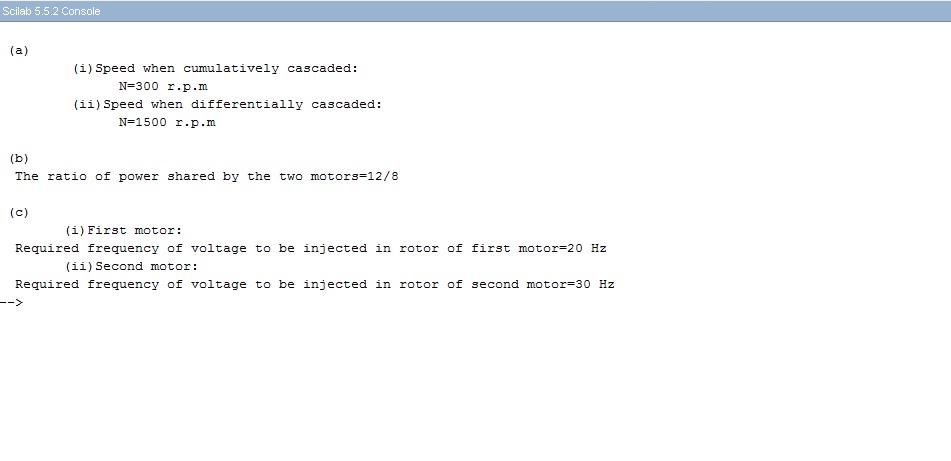 Scilab 5.5.2 Console
(a)
(i)Speed when cumulatively cascaded:
N=300 r.p.m
(ii)Speed when differentially cascaded:
N=1500 r.p.m
(b)
The ratio of power shared by the two motors=12/8
(c)
(i)First motor:
Required frequency of voltage to be injected in rotor of first motor=20 Hz
(ii)Second motor:
Required frequency of voltage to be injected in rotor of second motor=30 Hz
-->